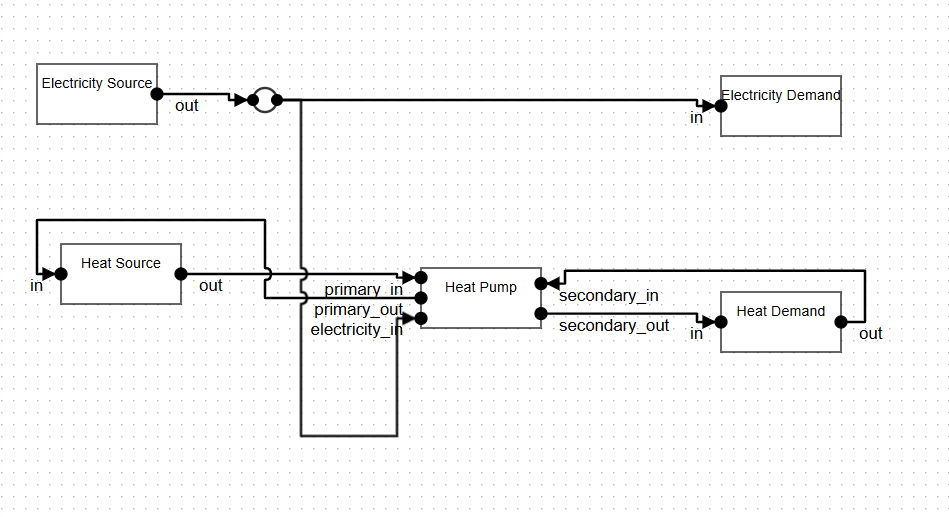 Electricity Source
out
Electricity Demand
in
Heat Source
in
out
primary_in
primary_out
electricity_in
Heat Pump
secondary_in
secondary_out
Heat Demand
in
out